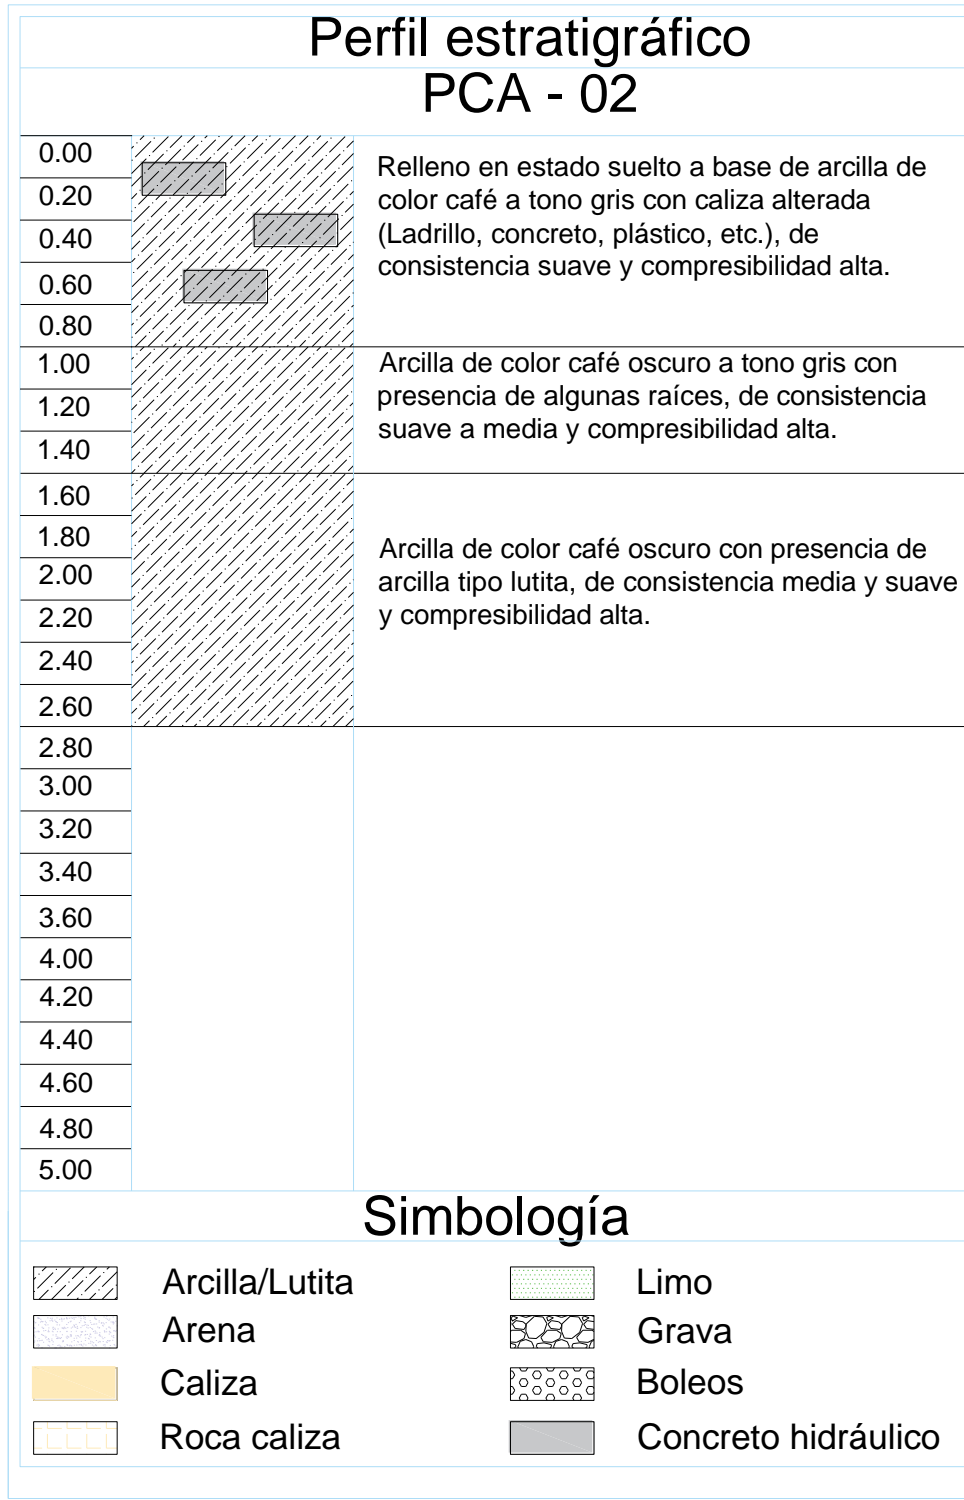 Perfil estratigráfico
PCA - 02
0.00
0.20
0.40
0.60
0.80
Relleno en estado suelto a base de arcilla de
color café a tono gris con caliza alterada
(Ladrillo, concreto, plástico, etc.), de
consistencia suave y compresibilidad alta.
1.00
1.20
1.40
Arcilla de color café oscuro a tono gris con
presencia de algunas raíces, de consistencia
suave a media y compresibilidad alta.
1.60
1.80
2.00
2.20
2.40
2.60
Arcilla de color café oscuro con presencia de
arcilla tipo lutita, de consistencia media y suave
y compresibilidad alta.
2.80
3.00
3.20
3.40
3.60
4.00
4.20
4.40
4.60
4.80
5.00
Simbología
Arcilla/Lutita
Arena
Caliza
Roca caliza
Limo
Grava
Boleos
Concreto hidráulico